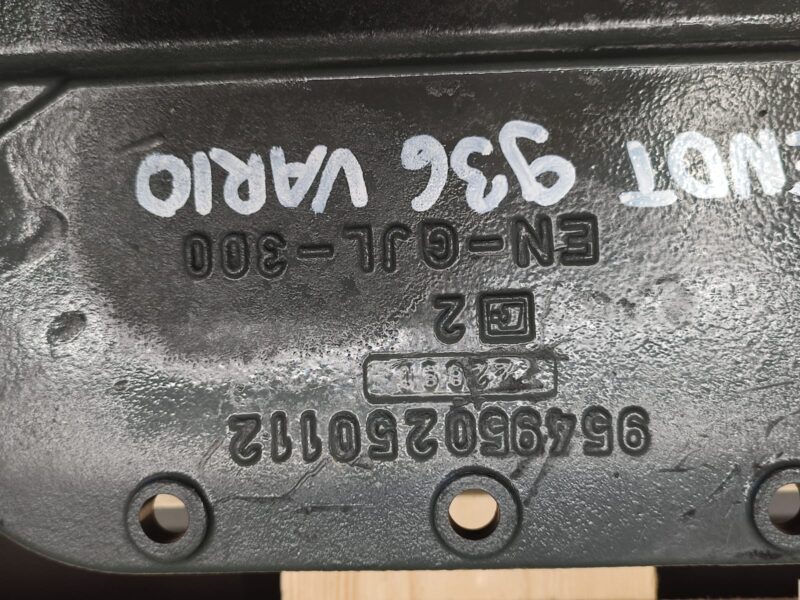 954950250112
2
EN-GJL-300
ENDT 936 VARIO